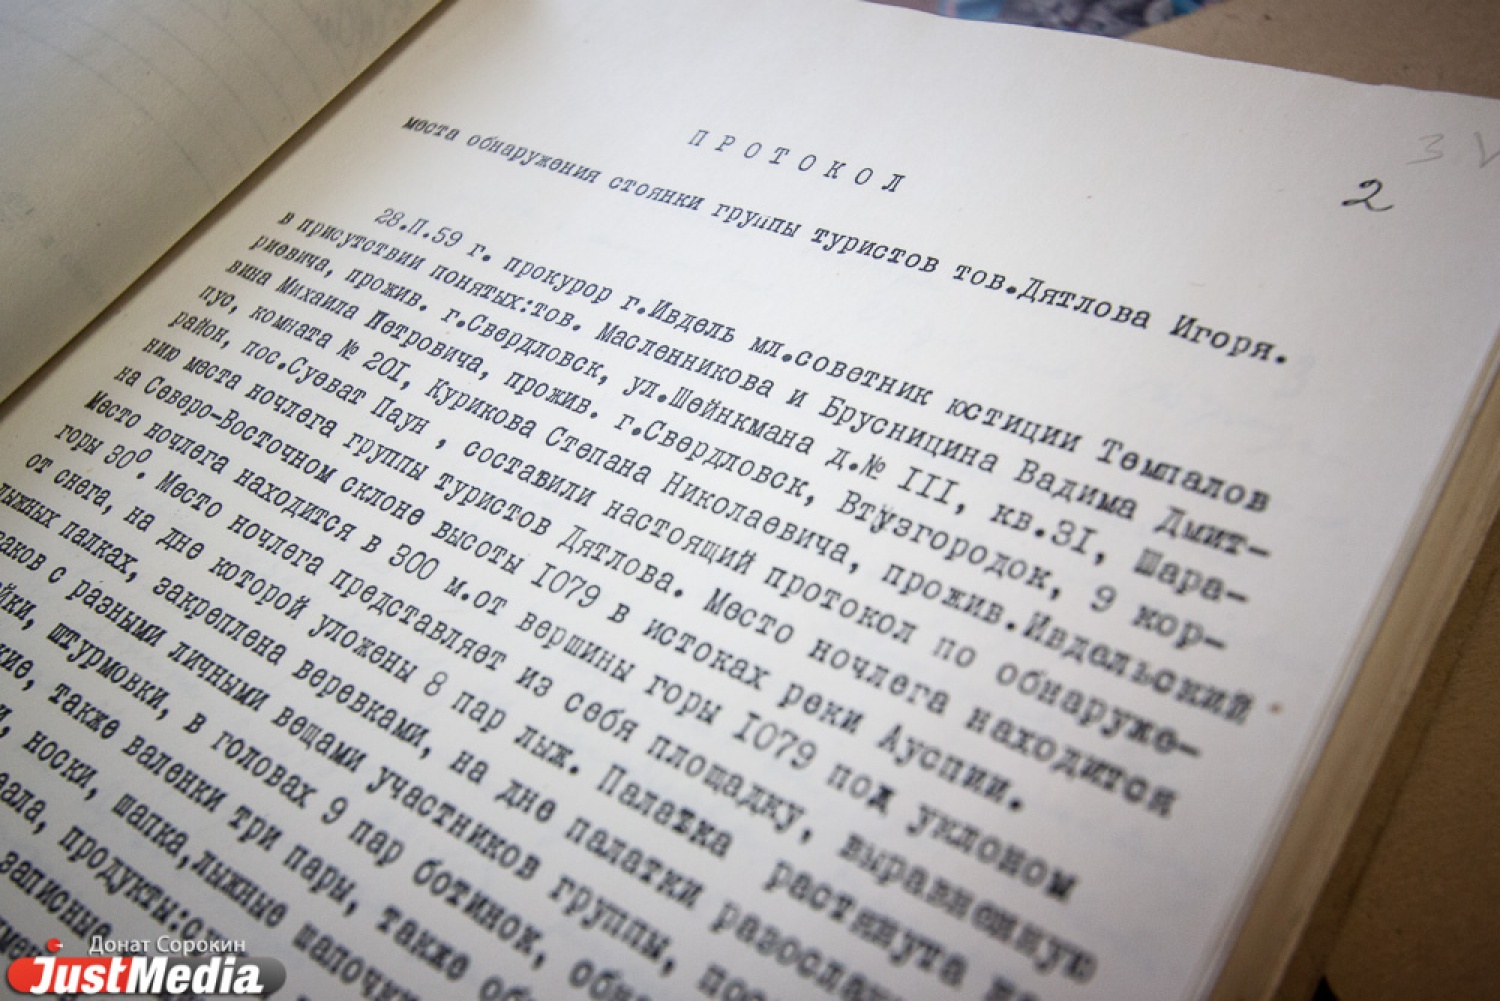 3 V
2
П Р О Т О К О Л
места обнаружения стоянки группы туристов тов.Дятлова Игоря.
28.П.59 г. прокурор г.Ивдель мл.советник юстиции Темпалов
в присутствии понятых:тов. Масленникова и Брусницина Вадима Дмит-
риевича, прожив. г.Свердловск, ул.Шейнкмана д.№ III, кв.3I, Шара-
вина Михаила Петровича, прожив. г.Свердловск, Втузгородок, 9 кор-
пус, комната № 20I, Курикова Степана Николаевича, прожив.Ивдельский
район, пос.Суеват Паун , составили настоящий протокол по обнаруже-
нию места ночлега группы туристов Дятлова. Место ночлега находится
на Северо-Восточном склоне высоты I079 в истоках реки Ауспии.
Место ночлега находится в 300 м.от вершины горы I079 под уклоном
горы 30°. Место ночлега представляет из себя площадку, выравненную
от снега, на дне которой уложены 8 пар лыж. Палатка растянута
лыжных палках, закреплена веревками, на дне палатки
с разными личными вещами участников группы,
штурмовки, в головах 9 пар ботинок,
также валенки три пары, также
носки, шапка,лыжные шапочки
продукты:
записные
Донат Сорокин
JustMedia